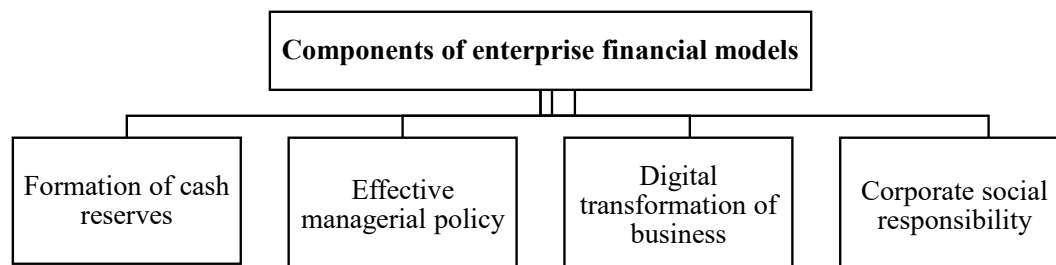 Components of enterprise financial models
Formation of cash
reserves
Effective
managerial policy
Digital
transformation of
business
Corporate social
responsibility